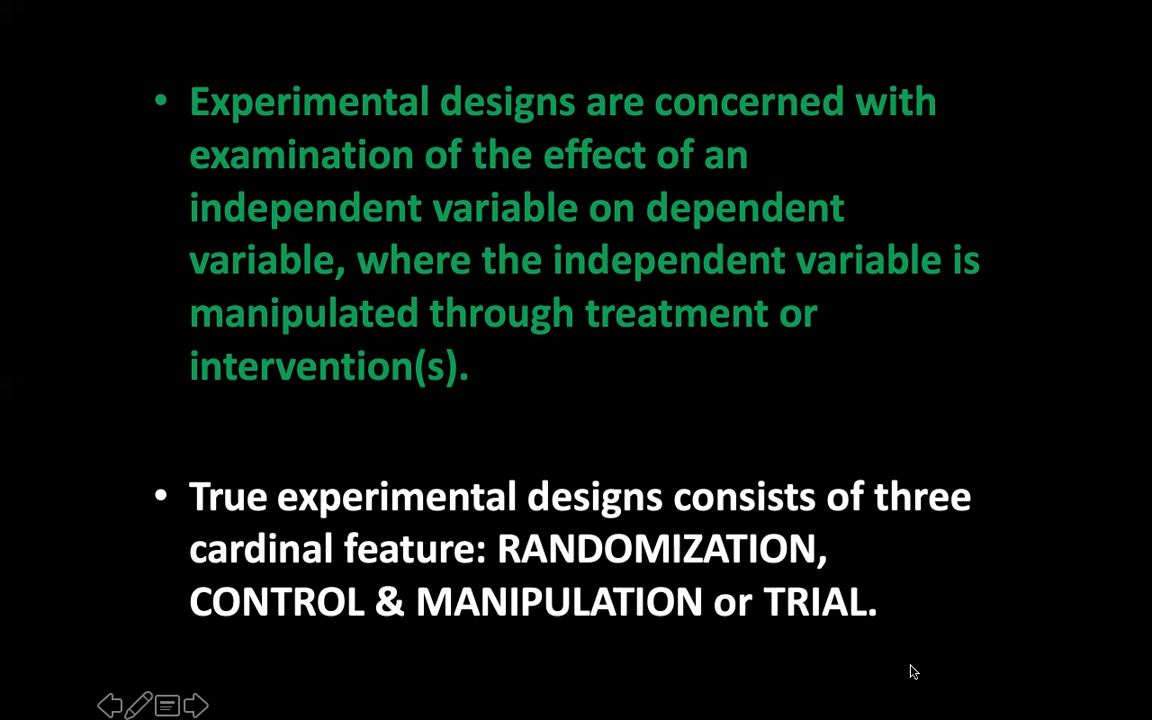 • Experimental designs are concerned with
examination of the effect of an
independent variable on dependent
variable, where the independent variable is
manipulated through treatment or
intervention(s).
• True experimental designs consists of three
cardinal feature: RANDOMIZATION,
CONTROL & MANIPULATION or TRIAL.